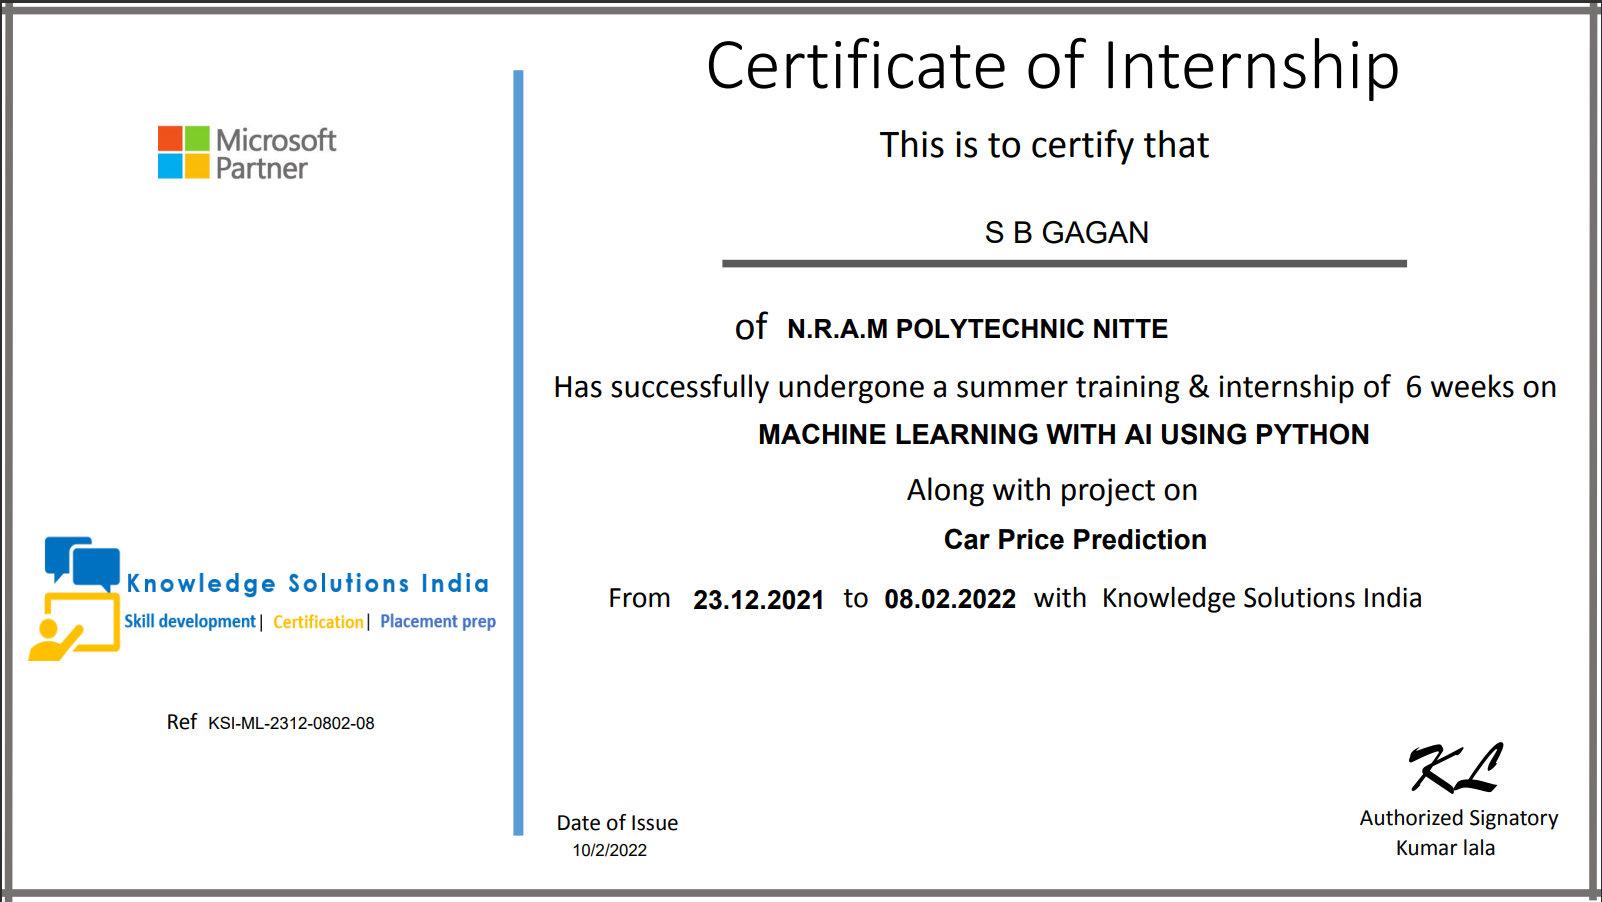 Microsoft
Partner
Knowledge Solutions India
Skill development| Certification| Placement prep
Ref KSI-ML-2312-0802-08
Certificate of Internship
This is to certify that
S B GAGAN
of N.R.A.M POLYTECHNIC NITTE
Has successfully undergone a summer training & internship of 6 weeks on
MACHINE LEARNING WITH AI USING PYTHON
Along with project on
Car Price Prediction
From 23.12.2021 to 08.02.2022 with Knowledge Solutions India
Date of Issue
10/2/2022
KL
Authorized Signatory
Kumar lala